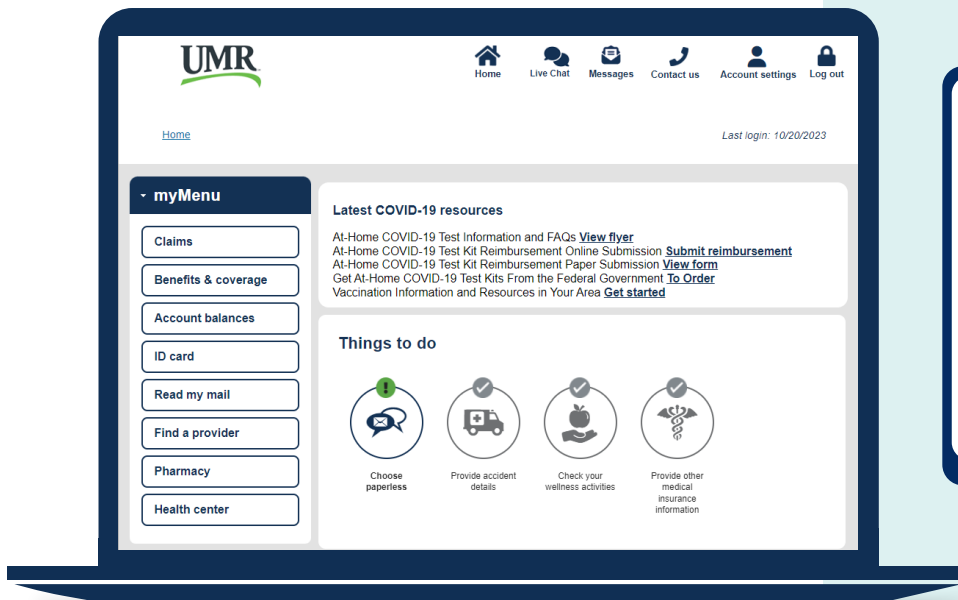 UMR
Home
Live Chat
Messages
Contact us
Account settings
Log out
Home
Last login: 10/20/2023
myMenu
Claims
Benefits & coverage
Account balances
ID card
Read my mail
Find a provider
Pharmacy
Health center
Latest COVID-19 resources
At-Home COVID-19 Test Information and FAQs View flyer
At-Home COVID-19 Test Kit Reimbursement Online Submission Submit reimbursement
At-Home COVID-19 Test Kit Reimbursement Paper Submission View form
Get At-Home COVID-19 Test Kits From the Federal Government To Order
Vaccination Information and Resources in Your Area Get started
Things to do
Choose
paperless
Provide accident
details
Check your
wellness activities
Provide other
medical
insurance
information